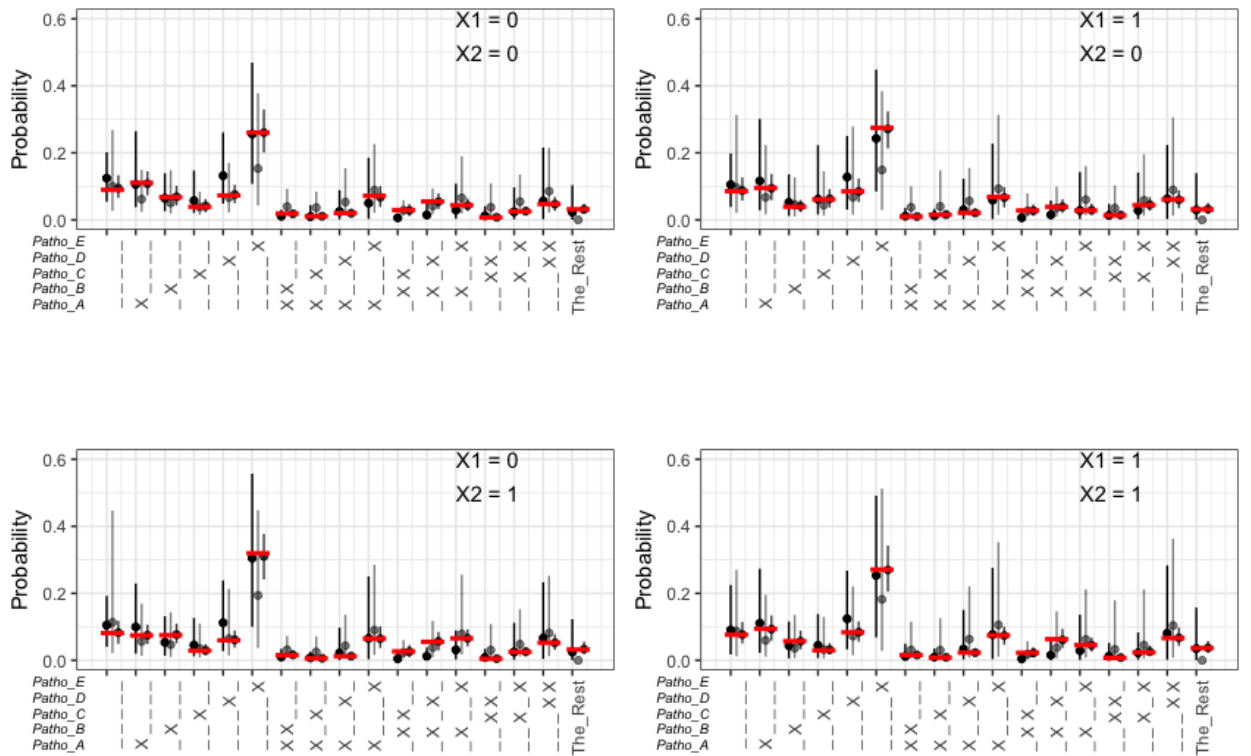 X1 = 0
X2 = 0
Probability
0.6
0.4
0.2
0.0
Patho_E
Patho_D
Patho_C
Patho_B
Patho_A
The_Rest
X1 = 1
X2 = 0
Probability
0.6
0.4
0.2
0.0
Patho_E
Patho_D
Patho_C
Patho_B
Patho_A
The_Rest
X1 = 0
X2 = 1
Probability
0.6
0.4
0.2
0.0
Patho_E
Patho_D
Patho_C
Patho_B
Patho_A
The_Rest
X1 = 1
X2 = 1
Probability
0.6
0.4
0.2
0.0
Patho_E
Patho_D
Patho_C
Patho_B
Patho_A
The_Rest